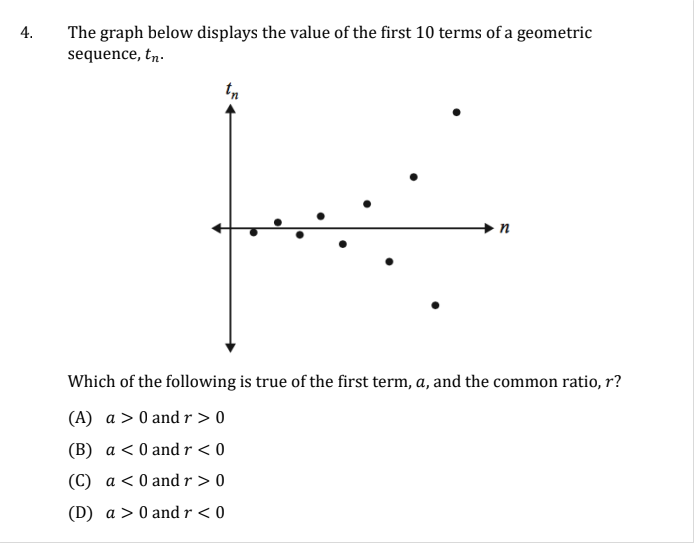 4. The graph below displays the value of the first 10 terms of a geometric
sequence, tₙ.
tₙ
n
Which of the following is true of the first term, a, and the common ratio, r?
(A) a > 0 and r > 0
(B) a < 0 and r < 0
(C) a < 0 and r > 0
(D) a > 0 and r < 0